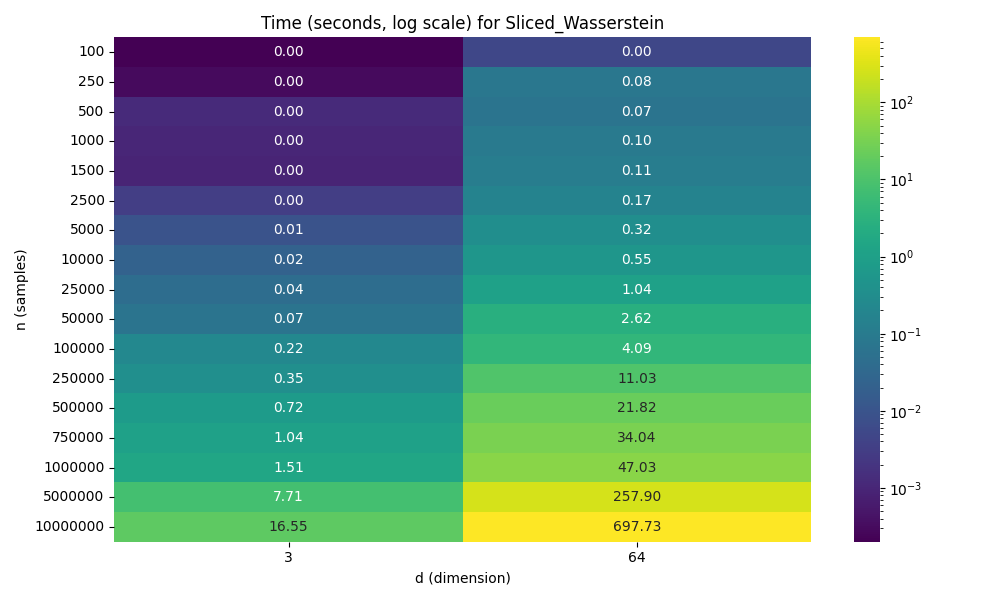 Time (seconds, log scale) for Sliced_Wasserstein
100 0.00 0.00
250 0.00 0.08
500 0.00 0.07
1000 0.00 0.10
1500 0.00 0.11
2500 0.00 0.17
5000 0.01 0.32
10000 0.02 0.55
25000 0.04 1.04
50000 0.07 2.62
100000 0.22 4.09
250000 0.35 11.03
500000 0.72 21.82
750000 1.04 34.04
1000000 1.51 47.03
5000000 7.71 257.90
10000000 16.55 697.73
3 64
d (dimension)
n (samples)
10²
10¹
10⁰
10⁻¹
10⁻²
10⁻³